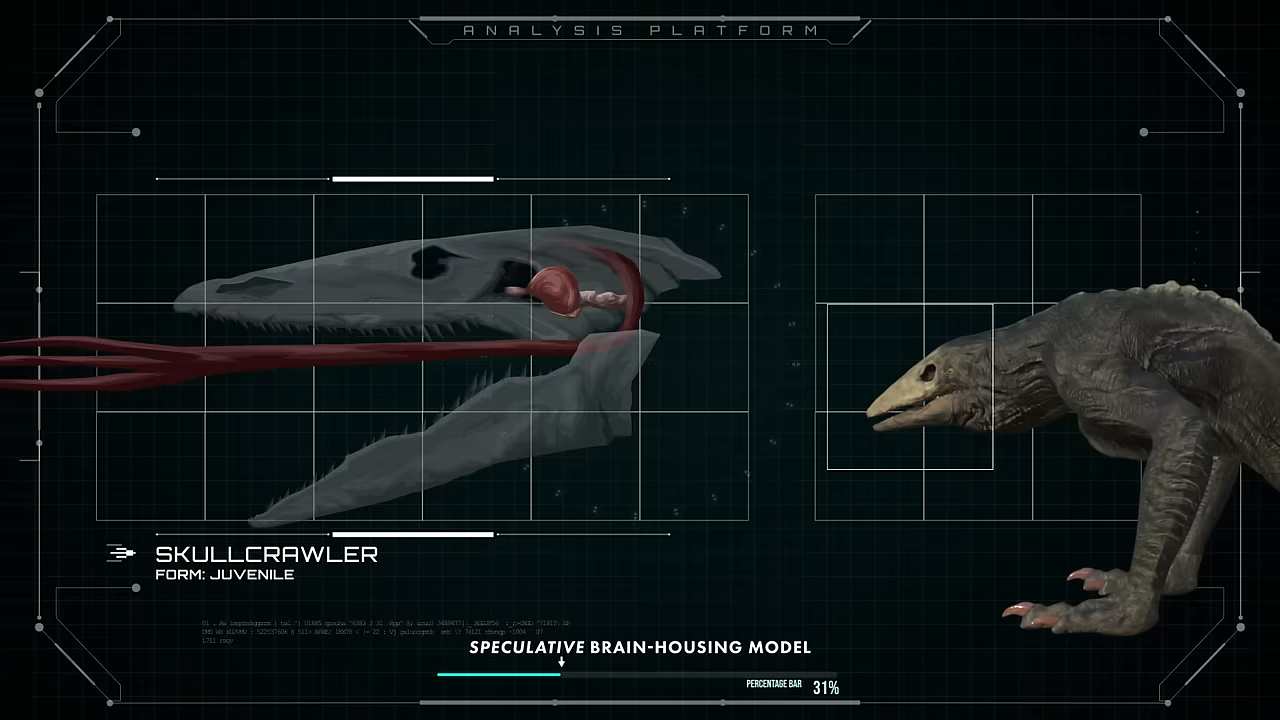 ANALYSIS PLATFORM
SKULLCRAWLER
FORM: JUVENILE
SPECULATIVE BRAIN-HOUSING MODEL
PERCENTAGE BAR 31%